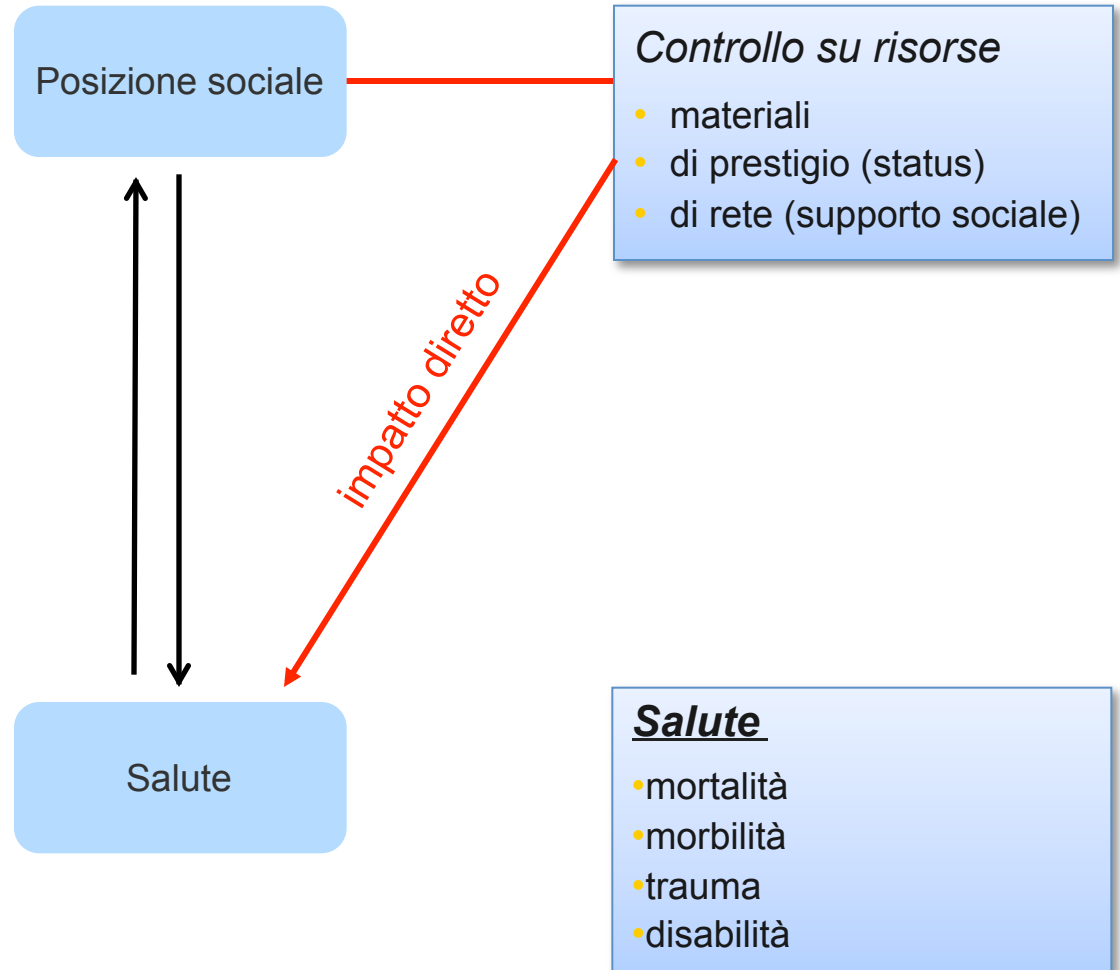 Posizione sociale
Controllo su risorse
• materiali
• di prestigio (status)
• di rete (supporto sociale)
impatto diretto
Salute
Salute
•mortalità
•morbilità
•trauma
•disabilità